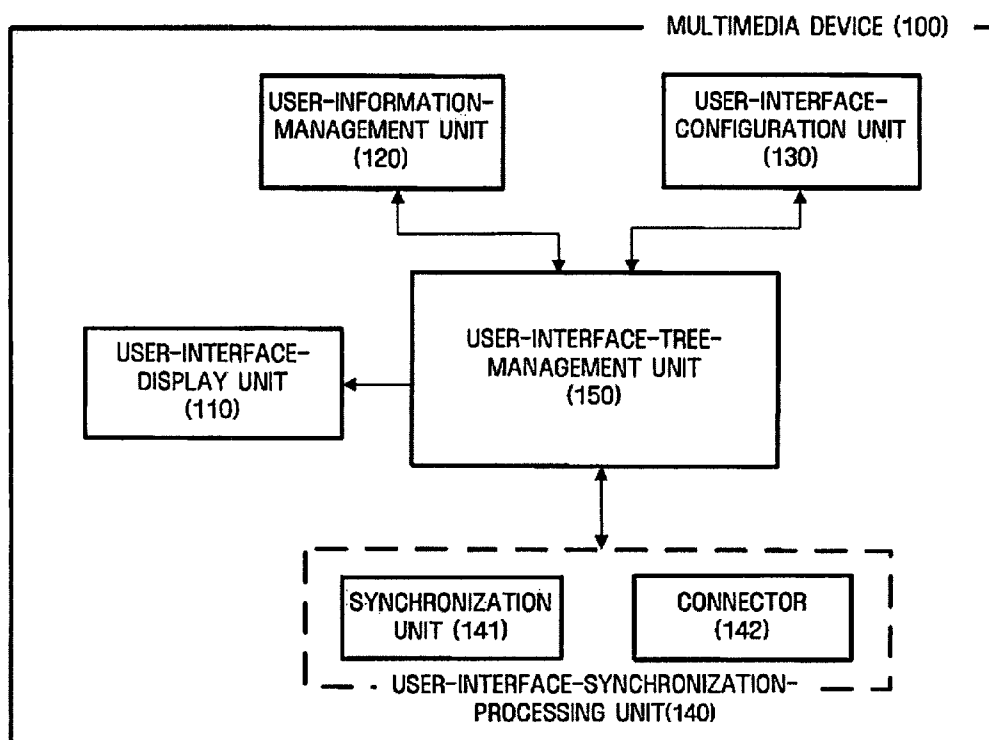 MULTIMEDIA DEVICE (100)
USER-INFORMATION-
MANAGEMENT UNIT
(120)
USER-INTERFACE-
CONFIGURATION UNIT
(130)
USER-INTERFACE-TREE-
MANAGEMENT UNIT
(150)
USER-INTERFACE-
DISPLAY UNIT
(110)
SYNCHRONIZATION
UNIT (141)
CONNECTOR
(142)
USER-INTERFACE-SYNCHRONIZATION-
PROCESSING UNIT(140)